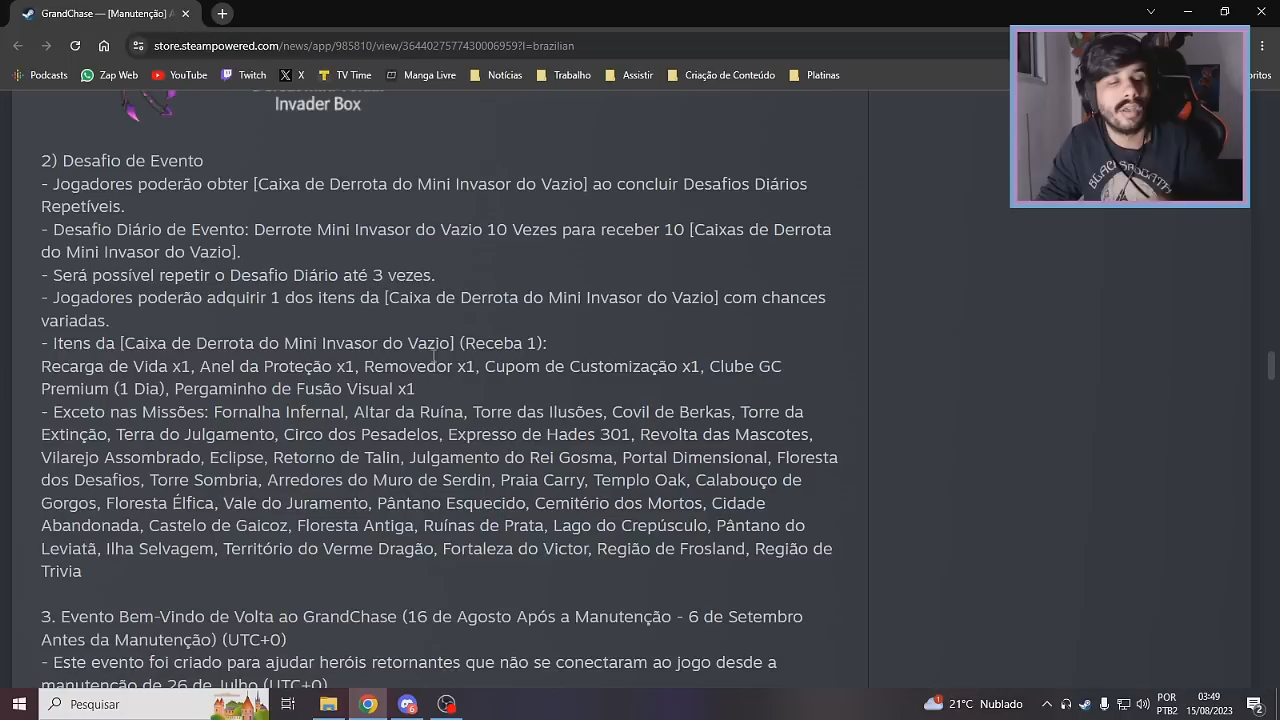 GrandChase — [Manutenção] A
store.steampowered.com/news/app/985810/view/3644027577430006959?l=brazilian
Podcasts
Zap Web
YouTube
Twitch
X
TV Time
Manga Livre
Notícias
Trabalho
Assistir
Criação de Conteúdo
Platinas
oritos
Invader Box
BLACK SABBATH
2) Desafio de Evento
- Jogadores poderão obter [Caixa de Derrota do Mini Invasor do Vazio] ao concluir Desafios Diários
Repetíveis.
- Desafio Diário de Evento: Derrote Mini Invasor do Vazio 10 Vezes para receber 10 [Caixas de Derrota
do Mini Invasor do Vazio].
- Será possível repetir o Desafio Diário até 3 vezes.
- Jogadores poderão adquirir 1 dos itens da [Caixa de Derrota do Mini Invasor do Vazio] com chances
variadas.
- Itens da [Caixa de Derrota do Mini Invasor do Vazio] (Receba 1):
Recarga de Vida x1, Anel da Proteção x1, Removedor x1, Cupom de Customização x1, Clube GC
Premium (1 Dia), Pergaminho de Fusão Visual x1
- Exceto nas Missões: Fornalha Infernal, Altar da Ruína, Torre das Ilusões, Covil de Berkas, Torre da
Extinção, Terra do Julgamento, Circo dos Pesadelos, Expresso de Hades 301, Revolta das Mascotes,
Vilarejo Assombrado, Eclipse, Retorno de Talin, Julgamento do Rei Gosma, Portal Dimensional, Floresta
dos Desafios, Torre Sombria, Arredores do Muro de Serdin, Praia Carry, Templo Oak, Calabouço de
Gorgos, Floresta Élfica, Vale do Juramento, Pântano Esquecido, Cemitério dos Mortos, Cidade
Abandonada, Castelo de Gaicoz, Floresta Antiga, Ruínas de Prata, Lago do Crepúsculo, Pântano do
Leviatã, Ilha Selvagem, Território do Verme Dragão, Fortaleza do Victor, Região de Frosland, Região de
Trivia
3. Evento Bem-Vindo de Volta ao GrandChase (16 de Agosto Após a Manutenção - 6 de Setembro
Antes da Manutenção) (UTC+0)
- Este evento foi criado para ajudar heróis retornantes que não se conectaram ao jogo desde a
manutenção de 26 de Julho (UTC+0)
Pesquisar
21°C Nublado
POR
PTB2
03:49
15/08/2023
2